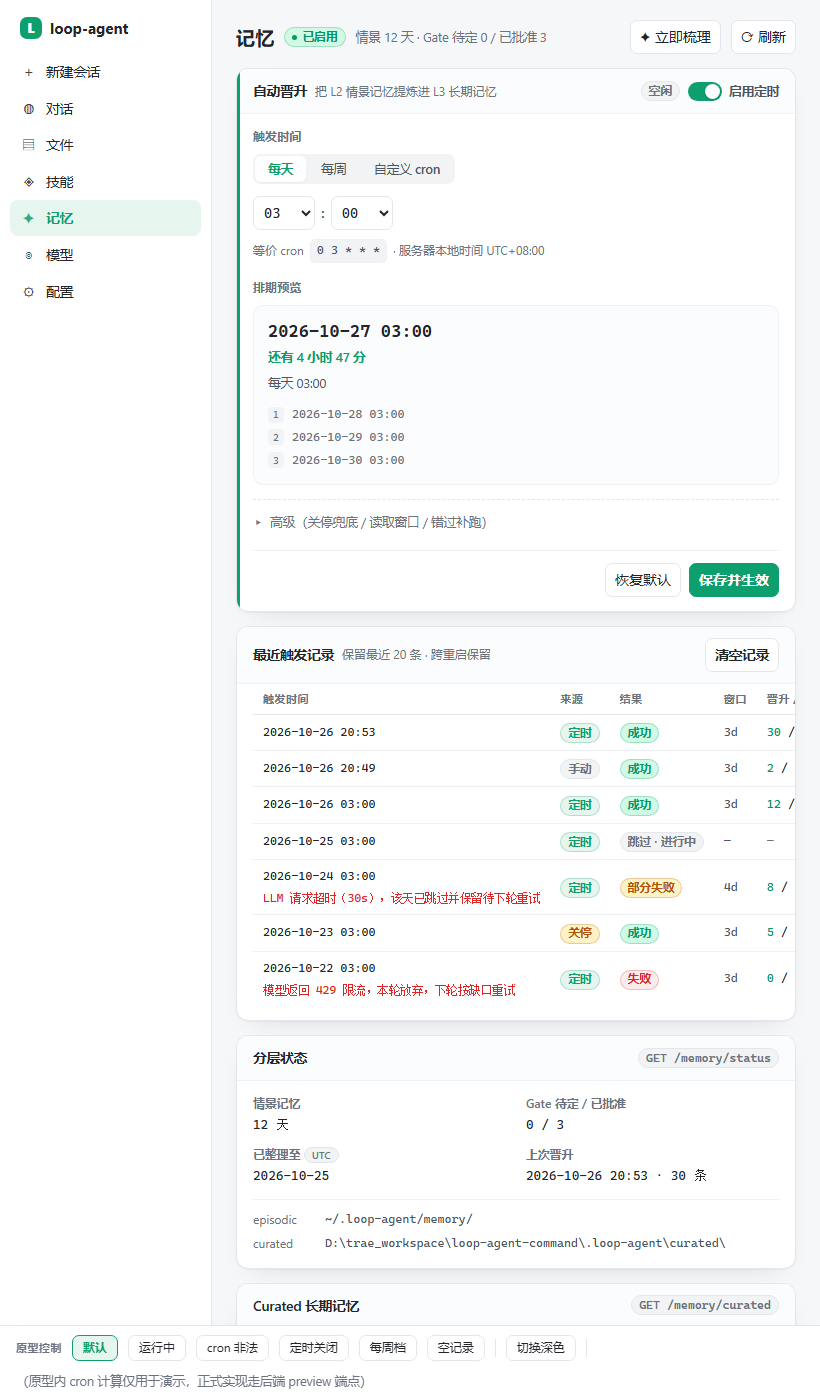 L loop-agent
+ 新建会话
对话
文件
技能
记忆
模型
配置
记忆 已启用 情景 12 天 · Gate 待定 0 / 已批准 3 立即梳理 刷新
自动晋升 把 L2 情景记忆提炼进 L3 长期记忆 空闲 启用定时
触发时间
每天 每周 自定义 cron
03 : 00
等价 cron 0 3 * * * · 服务器本地时间 UTC+08:00
排期预览
2026-10-27 03:00
还有 4 小时 47 分
每天 03:00
1 2026-10-28 03:00
2 2026-10-29 03:00
3 2026-10-30 03:00
高级（关停兜底 / 读取窗口 / 错过补跑）
恢复默认 保存并生效
最近触发记录 保留最近 20 条 · 跨重启保留 清空记录
触发时间 来源 结果 窗口 晋升 /
2026-10-26 20:53 定时 成功 3d 30 /
2026-10-26 20:49 手动 成功 3d 2 /
2026-10-26 03:00 定时 成功 3d 12 /
2026-10-25 03:00 定时 跳过 · 进行中 — —
2026-10-24 03:00 定时 部分失败 4d 8 /
LLM 请求超时（30s），该天已跳过并保留待下轮重试
2026-10-23 03:00 关停 成功 3d 5 /
2026-10-22 03:00 定时 失败 3d 0 /
模型返回 429 限流，本轮放弃，下轮按缺口重试
分层状态 GET /memory/status
情景记忆 Gate 待定 / 已批准
12 天 0 / 3
已整理至 UTC 上次晋升
2026-10-25 2026-10-26 20:53 · 30 条
episodic ~/.loop-agent/memory/
curated D:\trae_workspace\loop-agent-command\.loop-agent\curated\
Curated 长期记忆 GET /memory/curated
原型控制 默认 运行中 cron 非法 定时关闭 每周档 空记录 切换深色
（原型内 cron 计算仅用于演示，正式实现走后端 preview 端点）